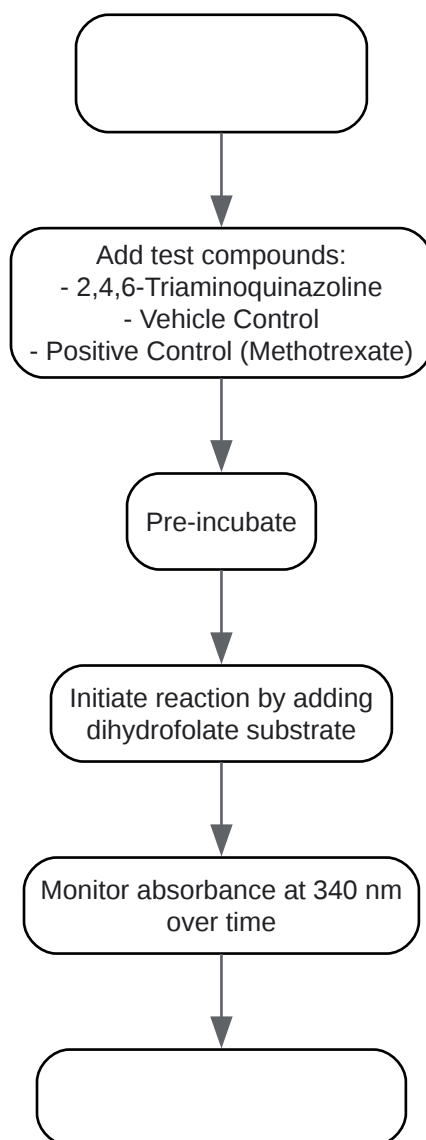 Add test compounds:
- 2,4,6-Triaminoquinazoline
- Vehicle Control
- Positive Control (Methotrexate)
Pre-incubate
Initiate reaction by adding
dihydrofolate substrate
Monitor absorbance at 340 nm
over time